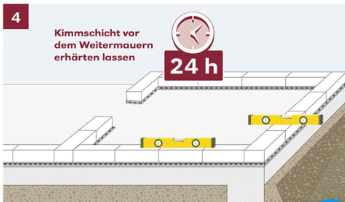 4
Kimmschicht vor
dem Weitermauern
erhärten lassen
24 h